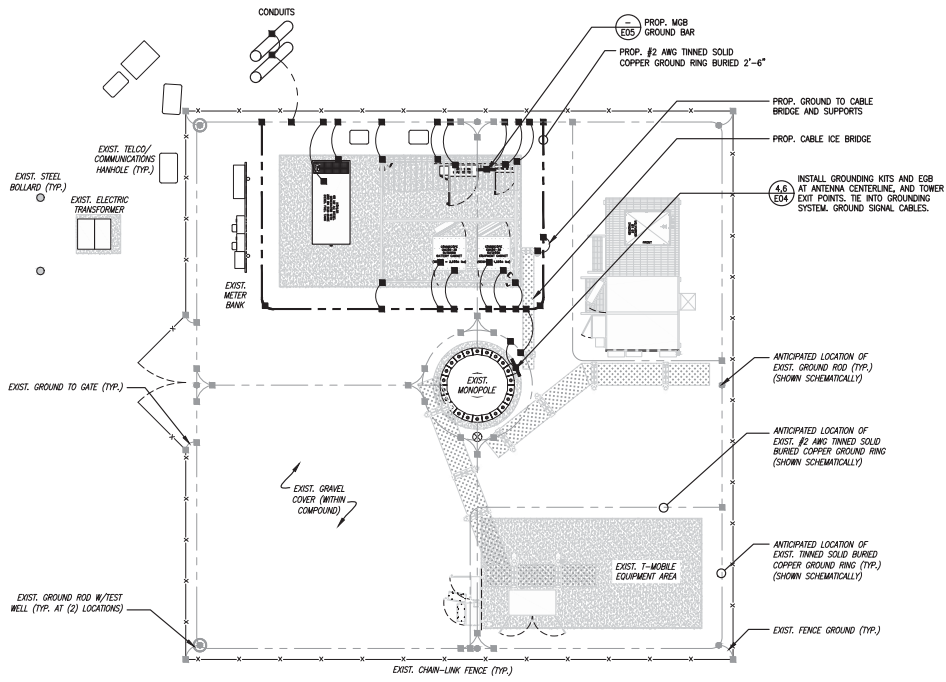 CONDUITS
–
E05
PROP. MGB
GROUND BAR
PROP. #2 AWG TINNED SOLID
COPPER GROUND RING BURIED 2'-6"
PROP. GROUND TO CABLE
BRIDGE AND SUPPORTS
PROP. CABLE ICE BRIDGE
4,6
E04
INSTALL GROUNDING KITS AND EGB
AT ANTENNA CENTERLINE, AND TOWER
EXIT POINTS. TIE INTO GROUNDING
SYSTEM. GROUND SIGNAL CABLES.
EXIST. TELCO/
COMMUNICATIONS
HANHOLE (TYP.)
EXIST. STEEL
BOLLARD (TYP.)
EXIST. ELECTRIC
TRANSFORMER
EXIST.
METER
BANK
EXIST.
MONOPOLE
EXIST. GROUND TO GATE (TYP.)
ANTICIPATED LOCATION OF
EXIST. GROUND ROD (TYP.)
(SHOWN SCHEMATICALLY)
ANTICIPATED LOCATION OF
EXIST. #2 AWG TINNED SOLID
BURIED COPPER GROUND RING
(SHOWN SCHEMATICALLY)
EXIST. GRAVEL
COVER (WITHIN
COMPOUND)
ANTICIPATED LOCATION OF
EXIST. TINNED SOLID BURIED
COPPER GROUND RING (TYP.)
(SHOWN SCHEMATICALLY)
EXIST. T-MOBILE
EQUIPMENT AREA
EXIST. GROUND ROD W/TEST
WELL (TYP. AT (2) LOCATIONS)
EXIST. FENCE GROUND (TYP.)
EXIST. CHAIN-LINK FENCE (TYP.)